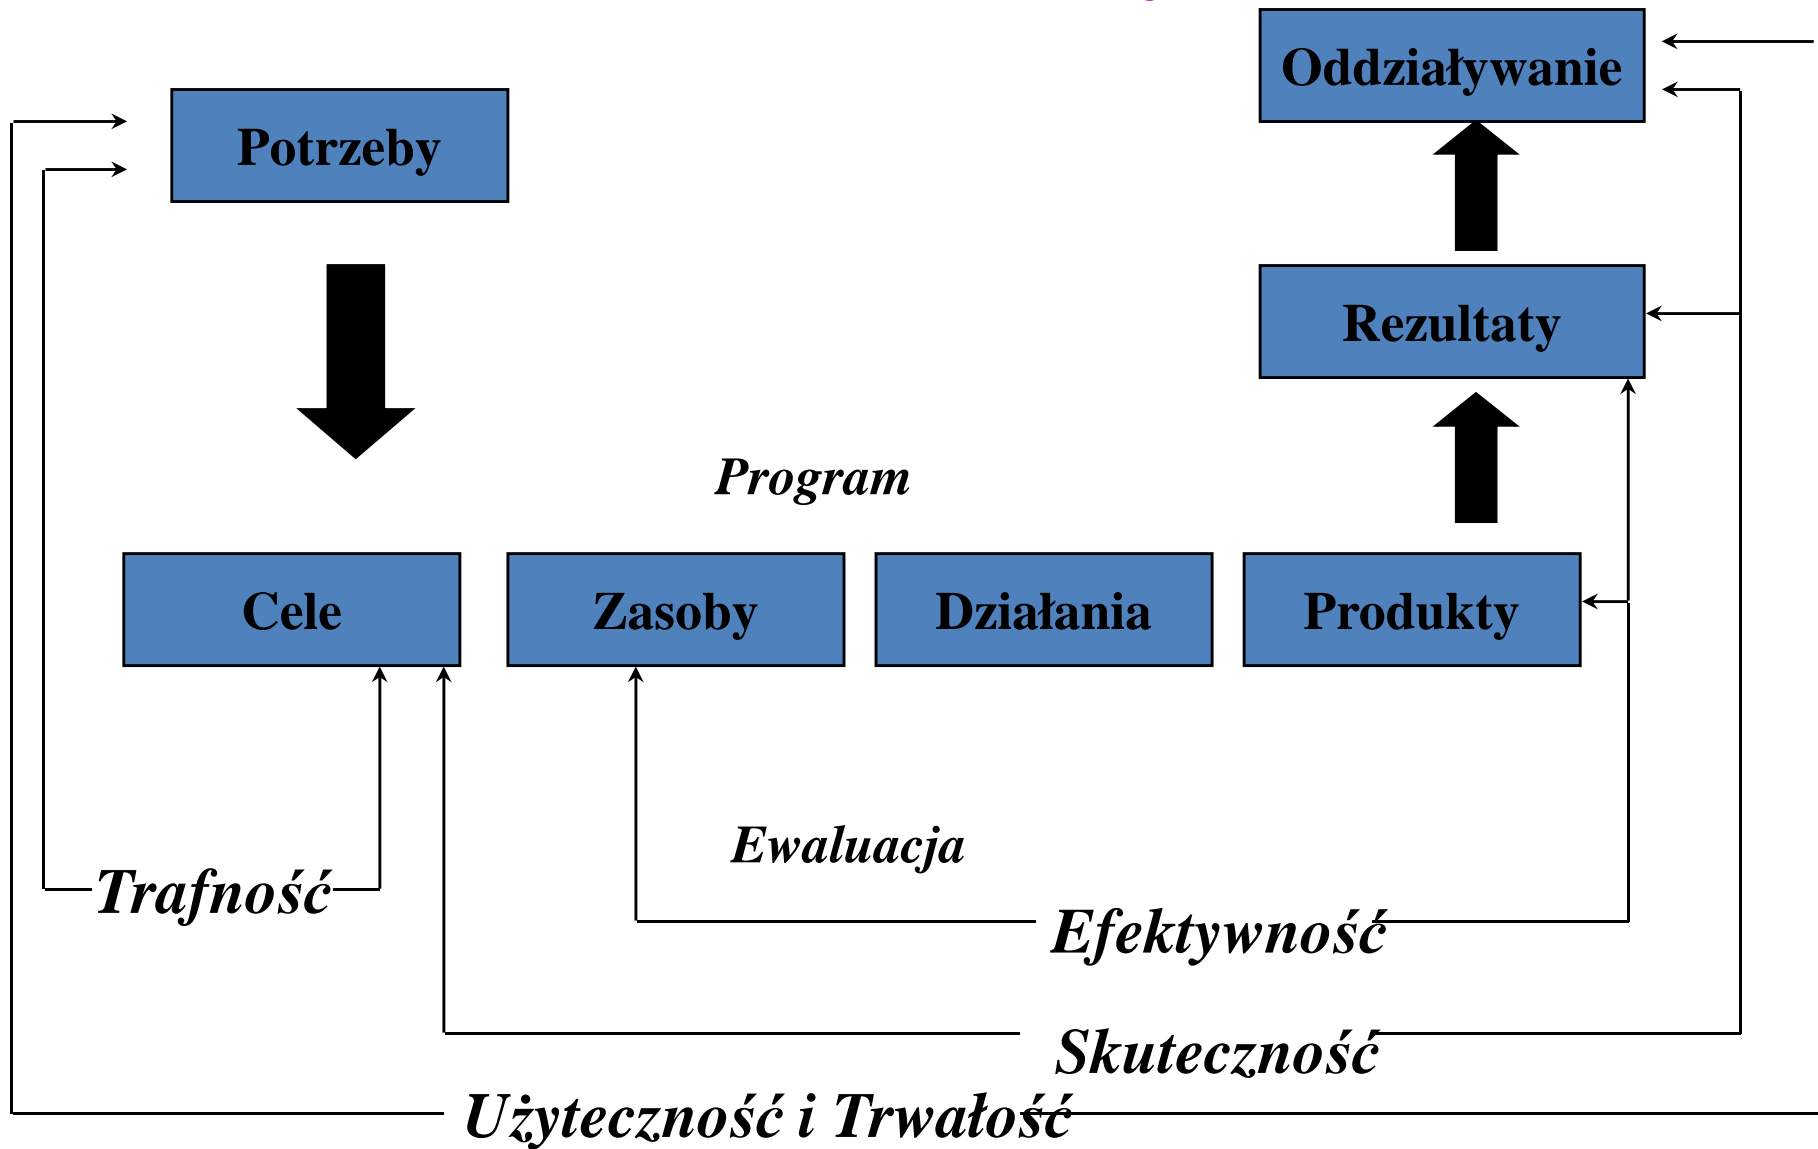 Oddziaływanie
Potrzeby
Rezultaty
Program
Cele
Zasoby
Działania
Produkty
Ewaluacja
Trafność
Efektywność
Skuteczność
Użyteczność i Trwałość